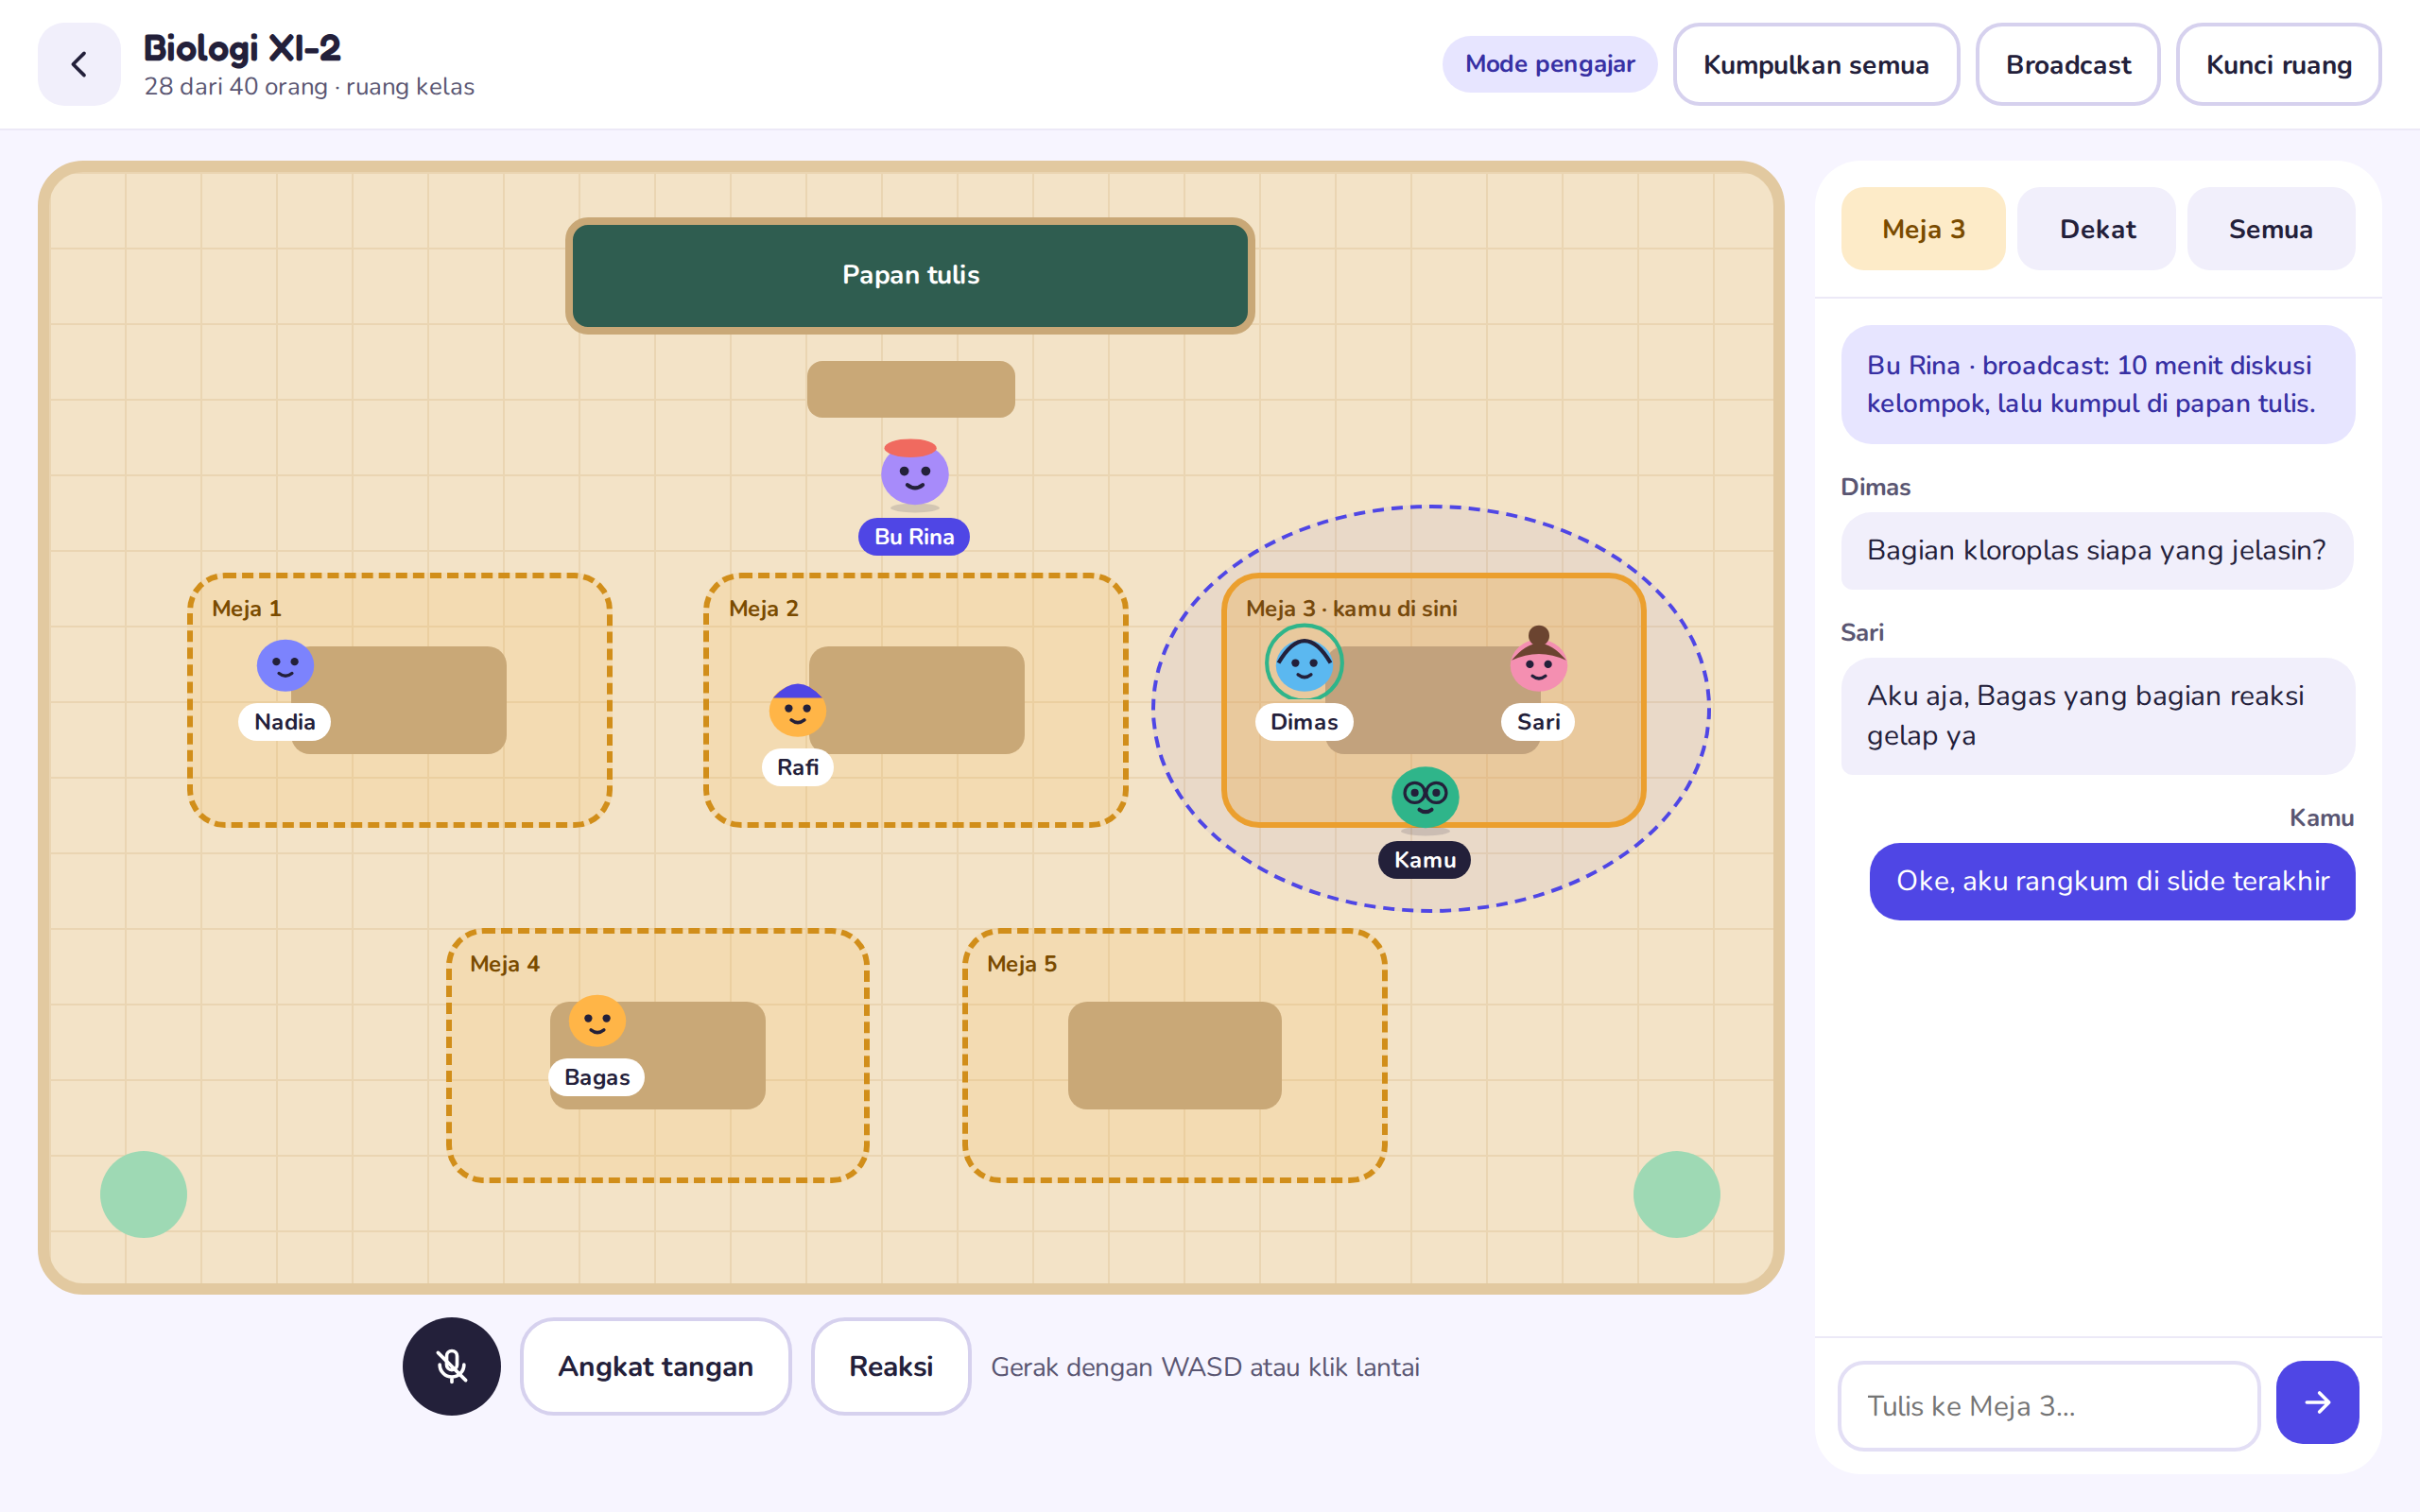 Biologi XI-2
28 dari 40 orang · ruang kelas
Mode pengajar
Kumpulkan semua
Broadcast
Kunci ruang
Papan tulis
Bu Rina
Meja 1
Nadia
Meja 2
Rafi
Meja 3 · kamu di sini
Dimas
Sari
Kamu
Meja 4
Bagas
Meja 5
Angkat tangan
Reaksi
Gerak dengan WASD atau klik lantai
Meja 3
Dekat
Semua
Bu Rina · broadcast: 10 menit diskusi
kelompok, lalu kumpul di papan tulis.
Dimas
Bagian kloroplas siapa yang jelasin?
Sari
Aku aja, Bagas yang bagian reaksi
gelap ya
Kamu
Oke, aku rangkum di slide terakhir
Tulis ke Meja 3...